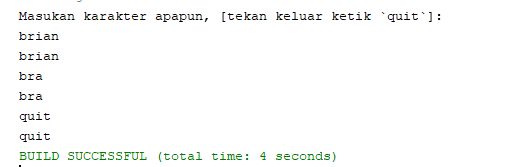 Masukan karakter apapun, [tekan keluar ketik `quit`]:
brian
brian
bra
bra
quit
quit
BUILD SUCCESSFUL (total time: 4 seconds)